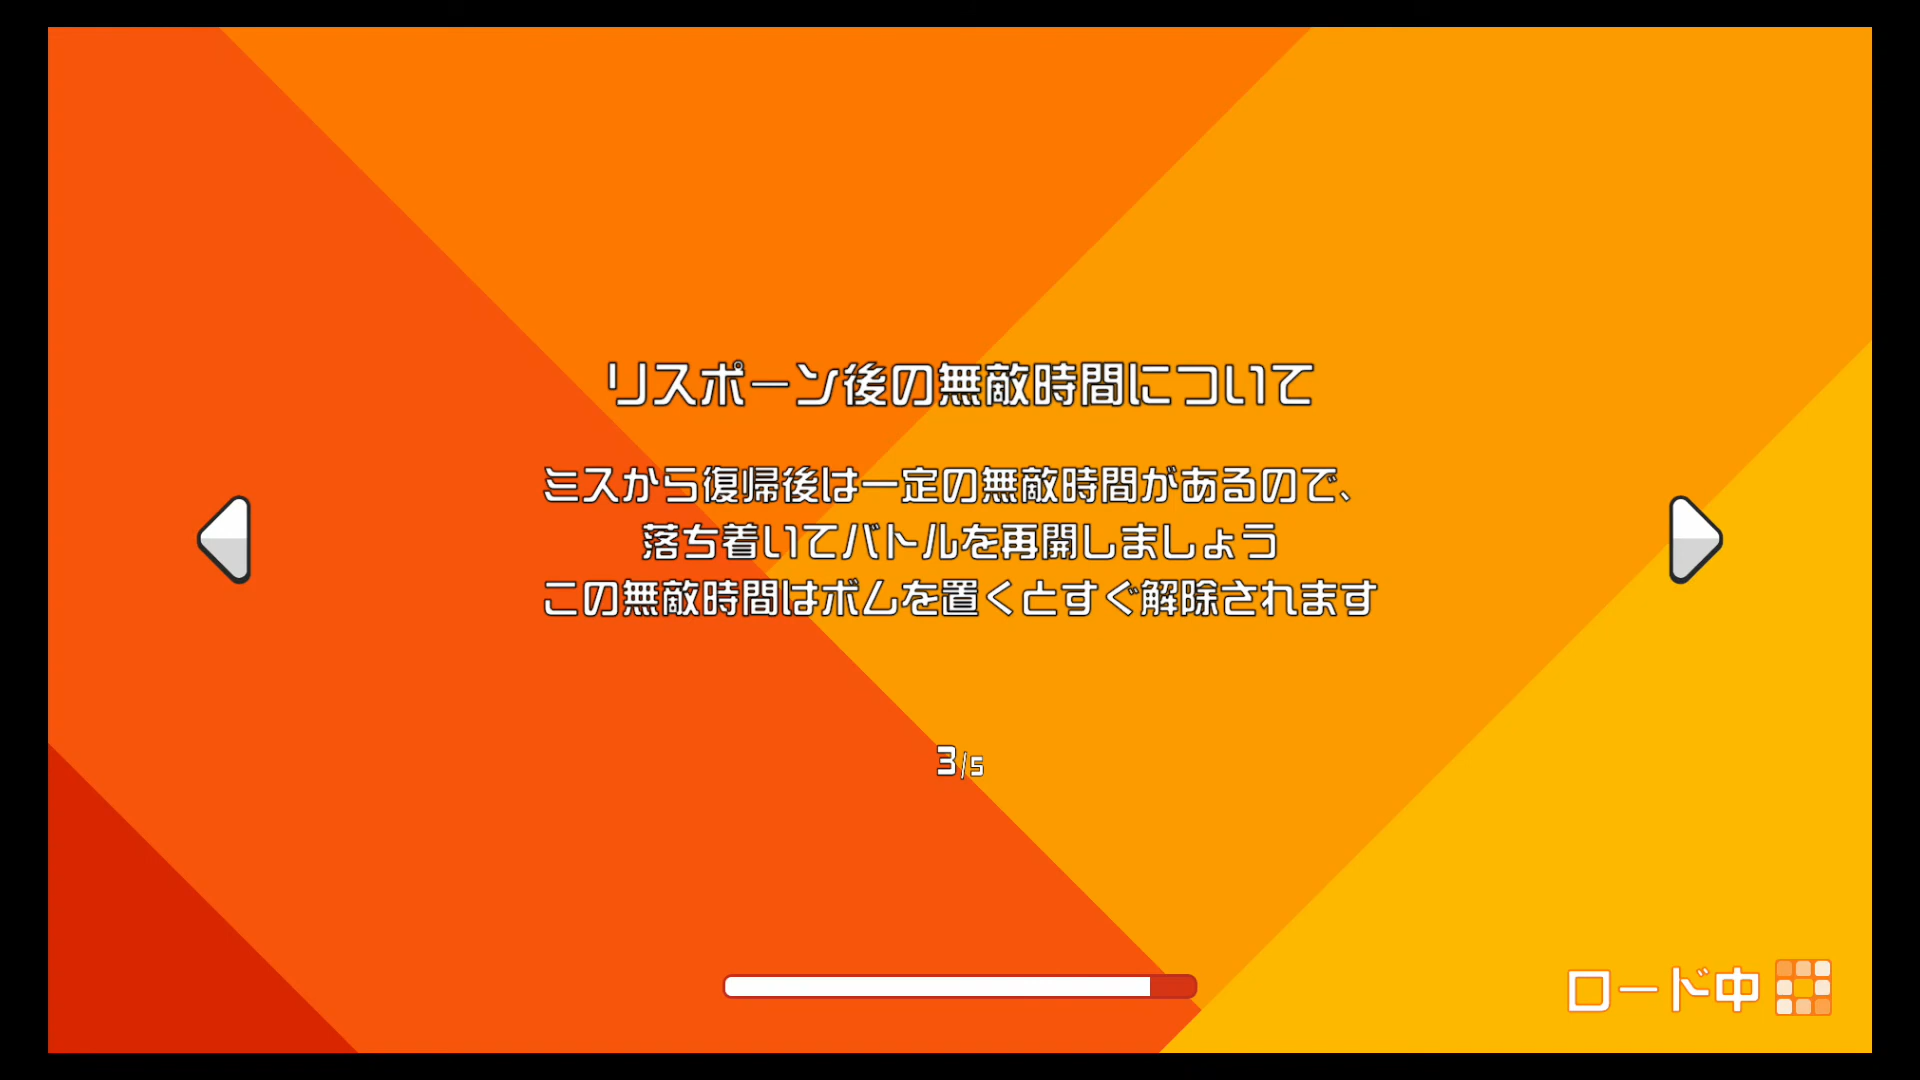 リスポーン後の無敵時間について
ミスから復帰後は一定の無敵時間があるので、
落ち着いてバトルを再開しましょう
この無敵時間はボムを置くとすぐ解除されます
3/5
ロード中